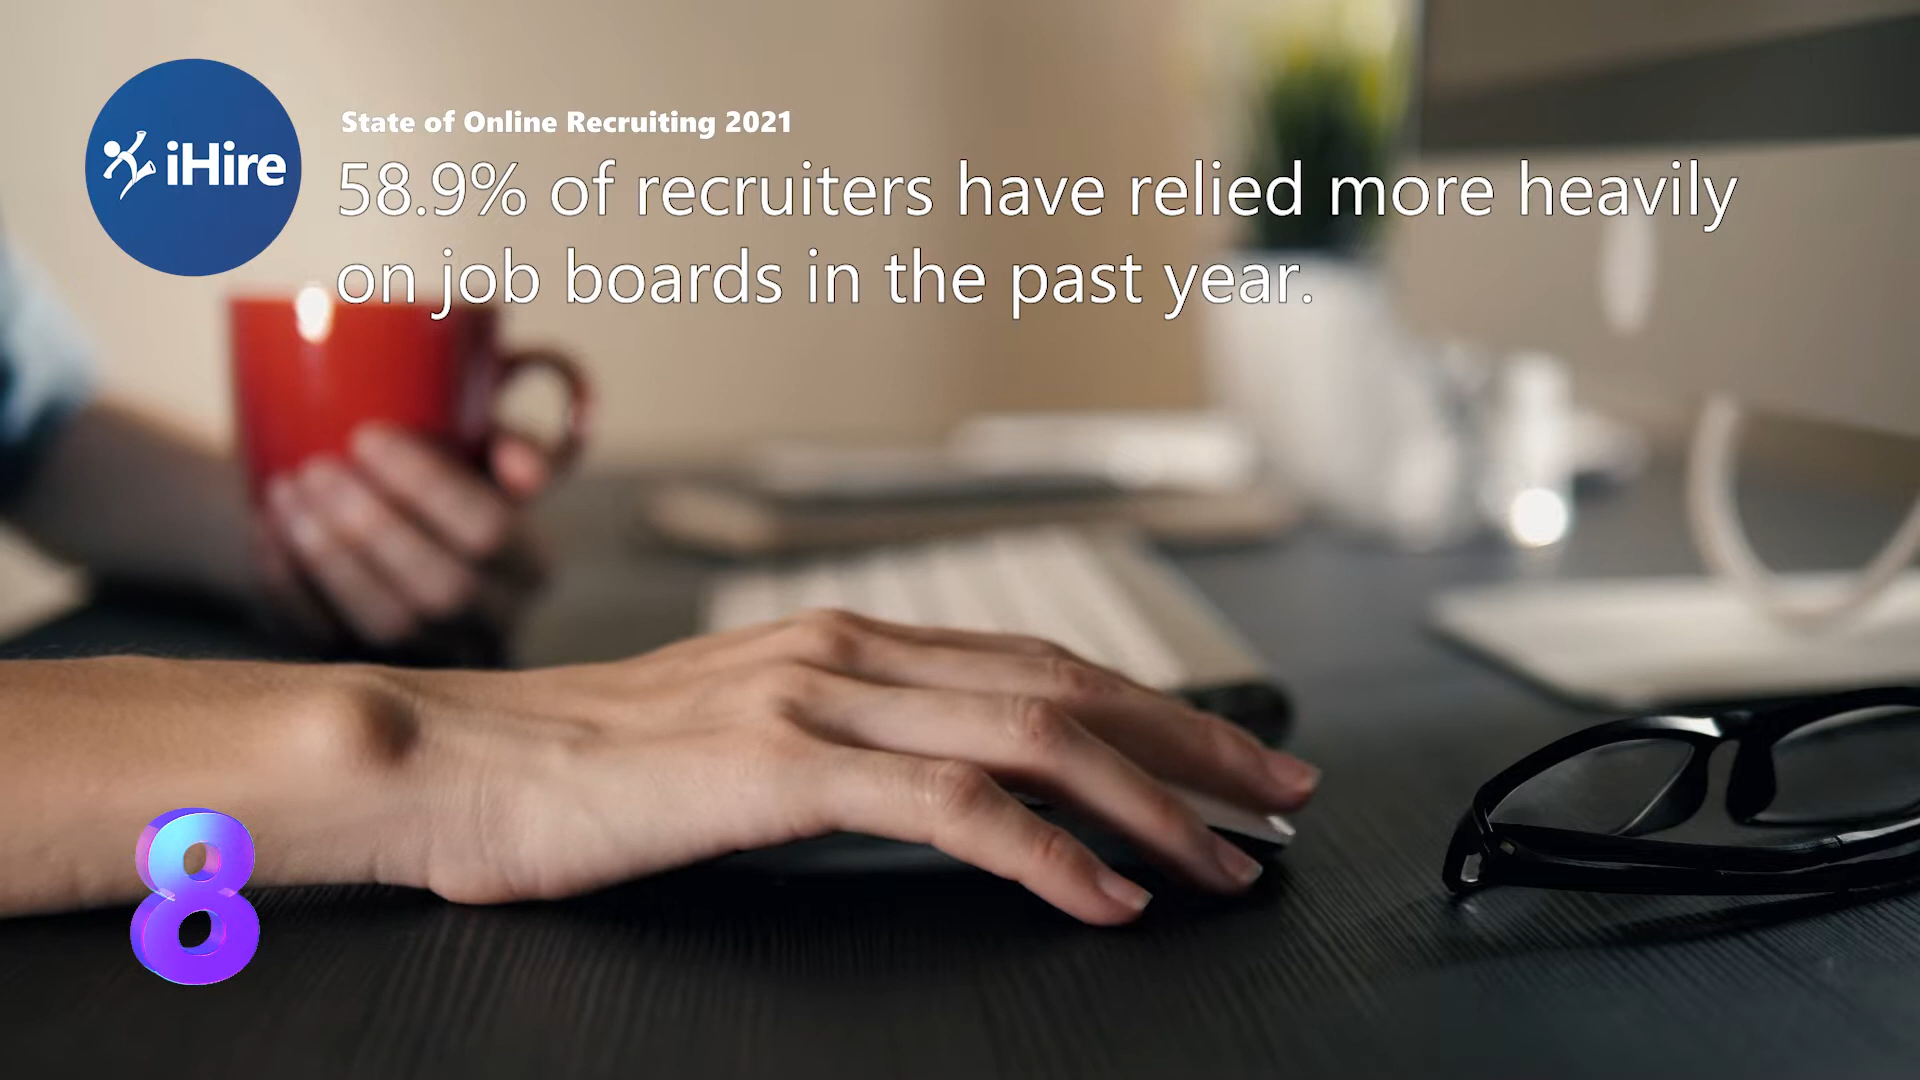 iHire
State of Online Recruiting 2021
58.9% of recruiters have relied more heavily
on job boards in the past year.
8